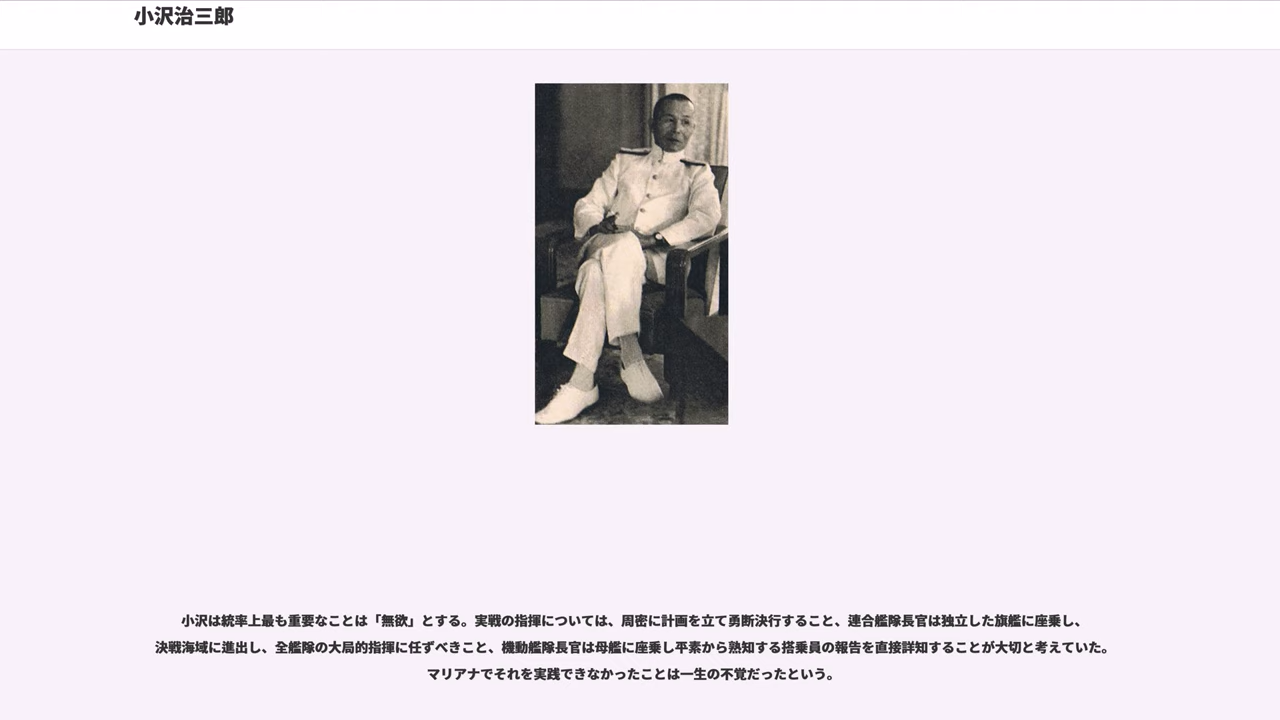 小沢治三郎
小沢は統率上最も重要なことは「無欲」とする。実戦の指揮については、周密に計画を立て勇断決行すること、連合艦隊長官は独立した旗艦に座乗し、
決戦海域に進出し、全艦隊の大局的指揮に任ずべきこと、機動艦隊長官は母艦に座乗し平素から熟知する搭乗員の報告を直接詳知することが大切と考えていた。
マリアナでそれを実践できなかったことは一生の不覚だったという。